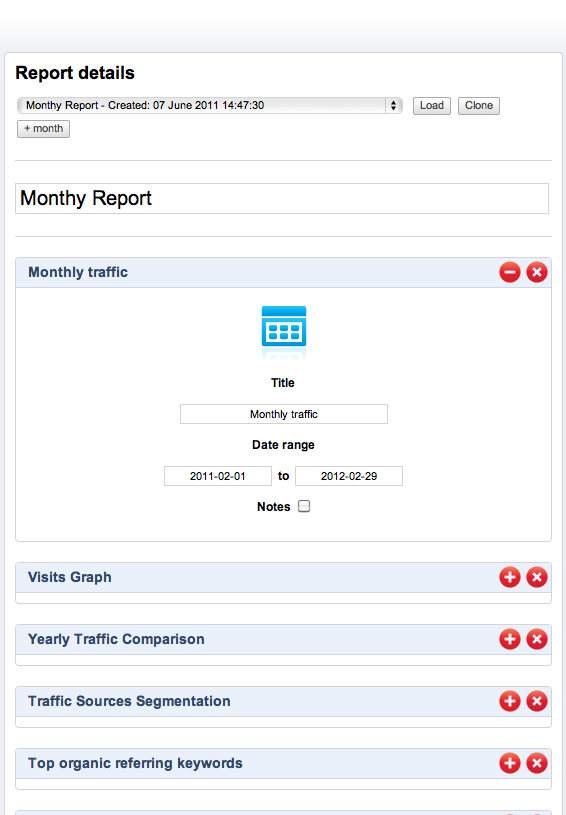 Report details
Monthy Report - Created: 07 June 2011 14:47:30 Load Clone
+ month
Monthy Report
Monthly traffic
Title
Monthly traffic
Date range
2011-02-01 to 2012-02-29
Notes
Visits Graph
Yearly Traffic Comparison
Traffic Sources Segmentation
Top organic referring keywords